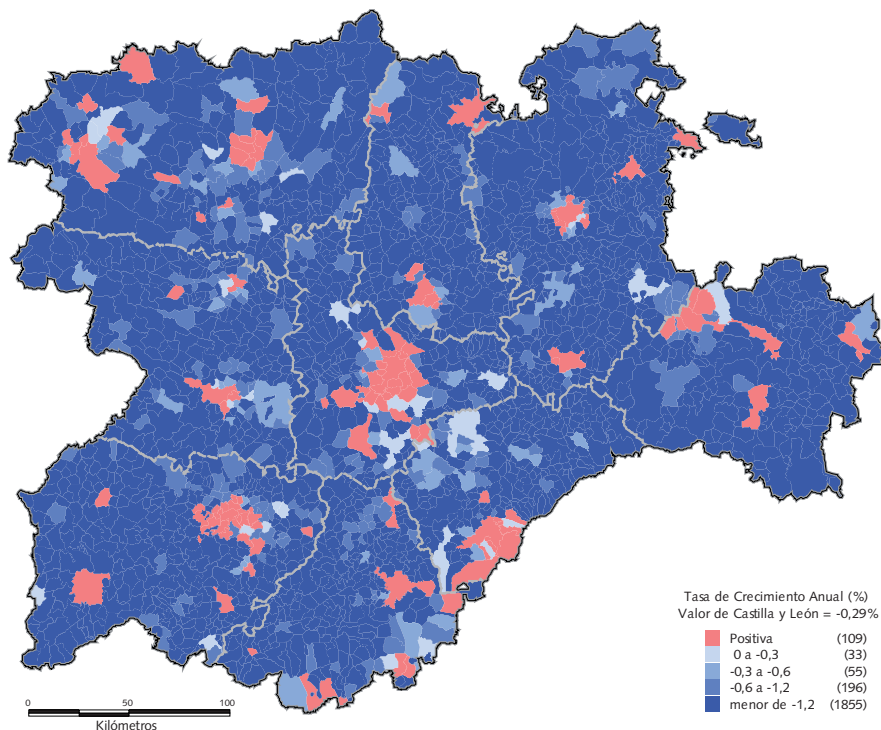 Tasa de Crecimiento Anual (%)
Valor de Castilla y León = -0,29%
Positiva (109)
0 a -0,3 (33)
-0,3 a -0,6 (55)
-0,6 a -1,2 (196)
menor de -1,2 (1855)
0 50 100
Kilómetros